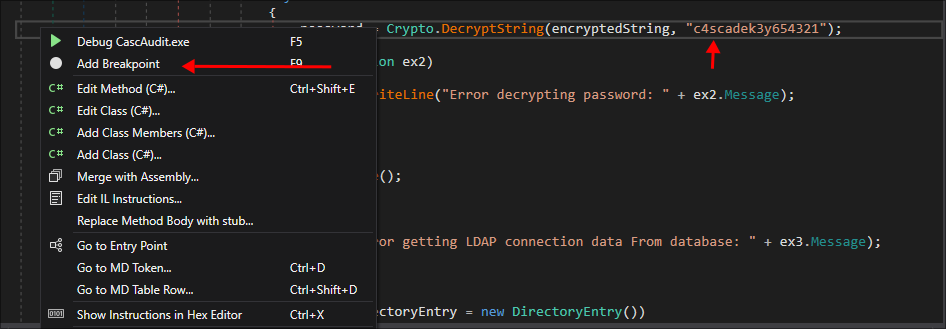 {
password = Crypto.DecryptString(encryptedString, "c4scadek3y654321");
Debug CascAudit.exe F5
Add Breakpoint F9
on ex2)
C# Edit Method (C#)... Ctrl+Shift+E
iteLine("Error decrypting password: " + ex2.Message);
C# Edit Class (C#)...
C# Add Class Members (C#)...
C# Add Class (C#)...
Merge with Assembly...
();
Edit IL Instructions...
Replace Method Body with stub...
Go to Entry Point
or getting LDAP connection data From database: " + ex3.Message);
Go to MD Token... Ctrl+D
Go to MD Table Row... Ctrl+Shift+D
Show Instructions in Hex Editor Ctrl+X
ectoryEntry = new DirectoryEntry())